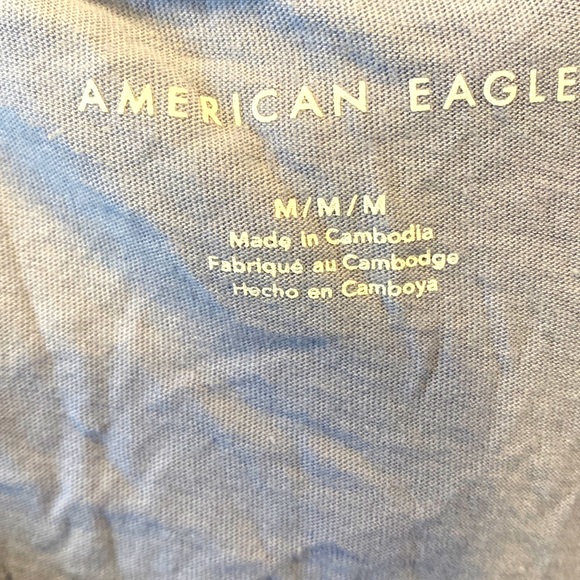 AMERICAN EAGLE
M/M/M
Made in Cambodia
Fabriqué au Cambodge
Hecho en Camboya